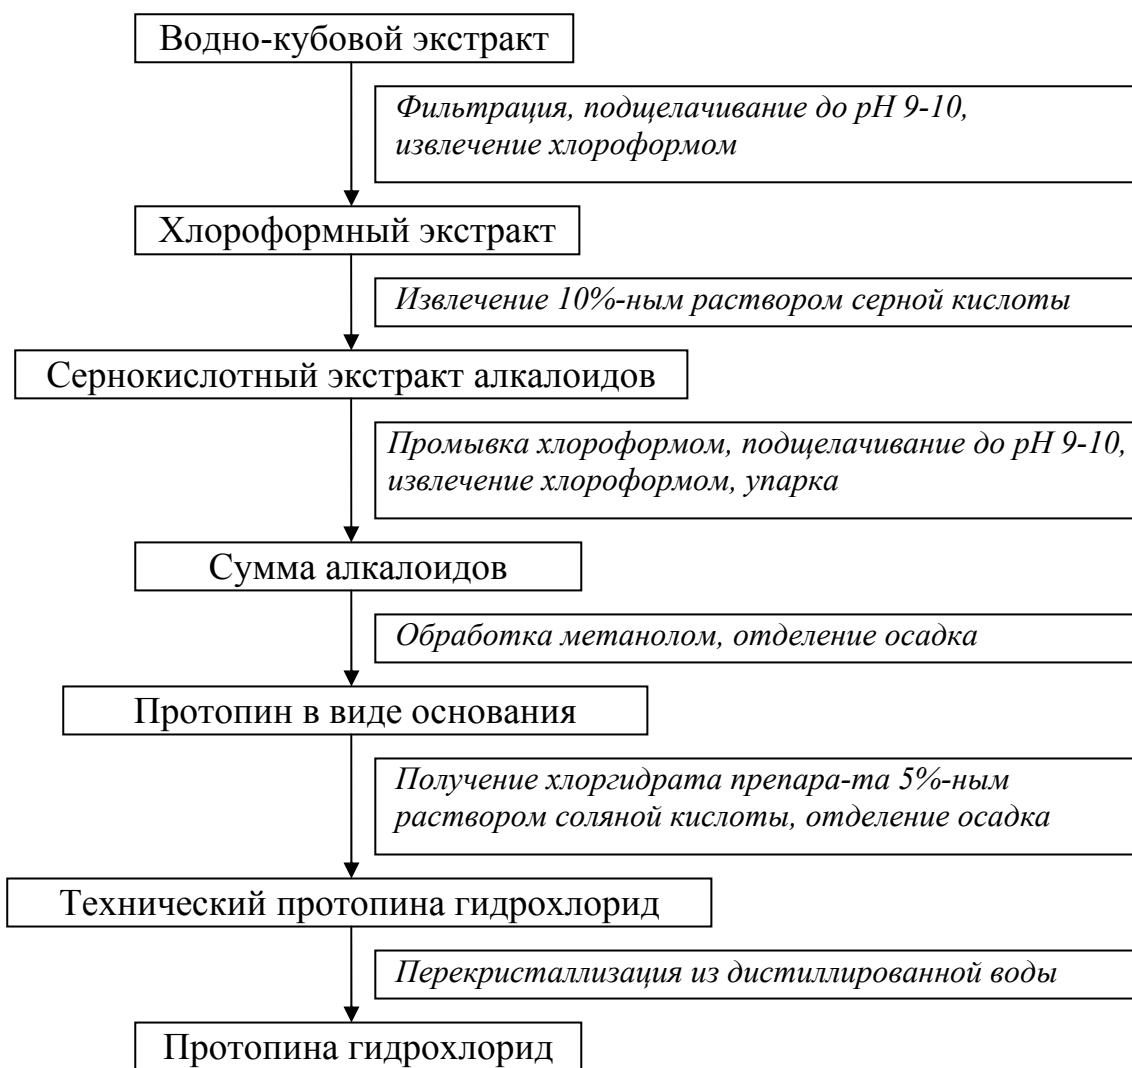 Водно-кубовой экстракт
Фильтрация, подщелачивание до рН 9-10,
извлечение хлороформом
Хлороформный экстракт
Извлечение 10%-ным раствором серной кислоты
Сернокислотный экстракт алкалоидов
Промывка хлороформом, подщелачивание до рН 9-10,
извлечение хлороформом, упарка
Сумма алкалоидов
Обработка метанолом, отделение осадка
Протопин в виде основания
Получение хлоргидрата препара-та 5%-ным
раствором соляной кислоты, отделение осадка
Технический протопина гидрохлорид
Перекристаллизация из дистиллированной воды
Протопина гидрохлорид